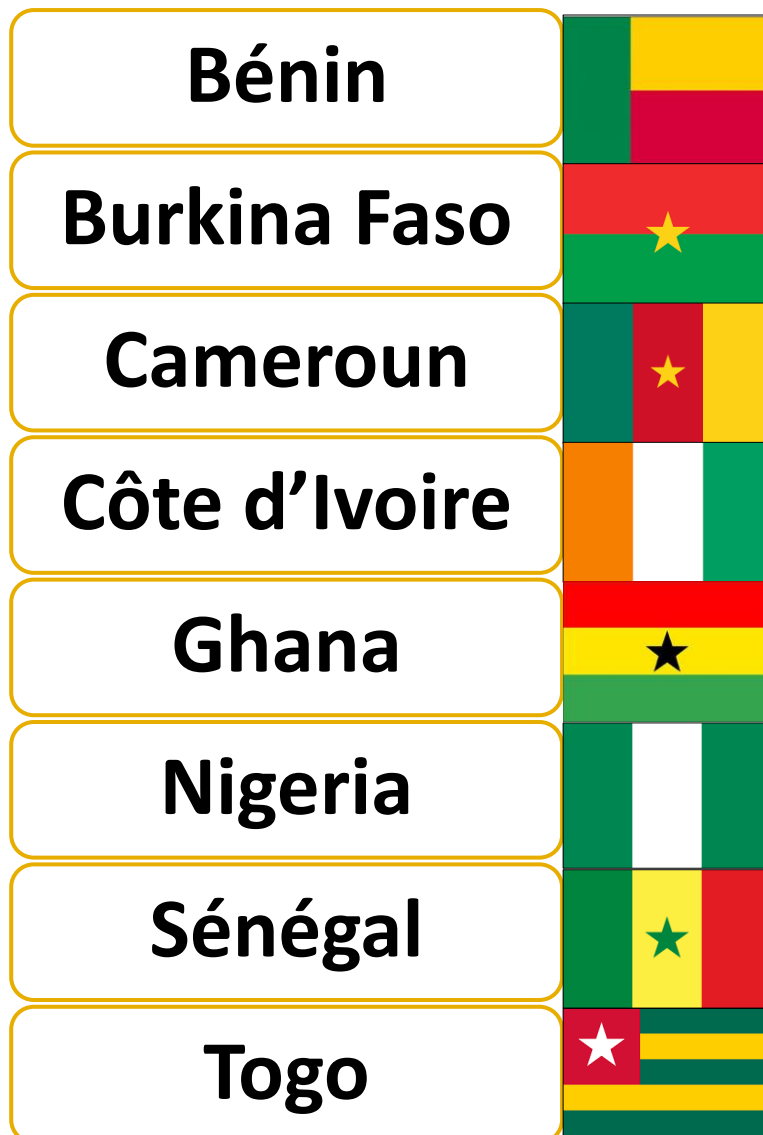 Bénin
Burkina Faso
Cameroun
Côte d’Ivoire
Ghana
Nigeria
Sénégal
Togo